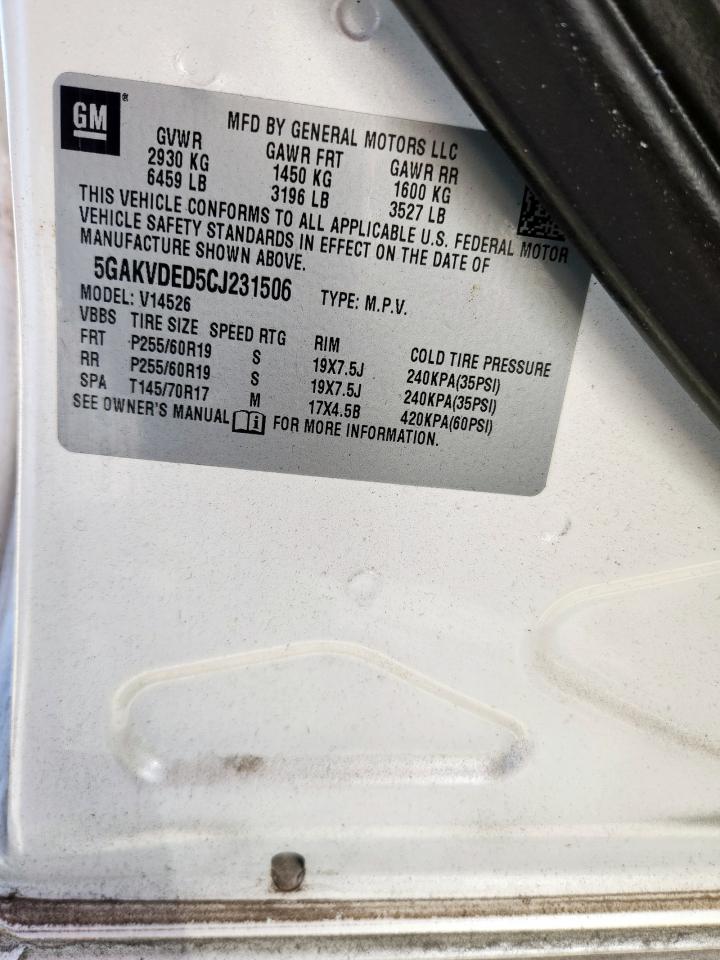 GM®
MFD BY GENERAL MOTORS LLC
GVWR GAWR FRT GAWR RR
2930 KG 1450 KG 1600 KG
6459 LB 3196 LB 3527 LB
THIS VEHICLE CONFORMS TO ALL APPLICABLE U.S. FEDERAL MOTOR
VEHICLE SAFETY STANDARDS IN EFFECT ON THE DATE OF
MANUFACTURE SHOWN ABOVE.
5GAKVDED5CJ231506 TYPE: M.P.V.
MODEL: V14526
VBBS TIRE SIZE SPEED RTG RIM COLD TIRE PRESSURE
FRT P255/60R19 S 19X7.5J 240KPA(35PSI)
RR P255/60R19 S 19X7.5J 240KPA(35PSI)
SPA T145/70R17 M 17X4.5B 420KPA(60PSI)
SEE OWNER'S MANUAL i FOR MORE INFORMATION.